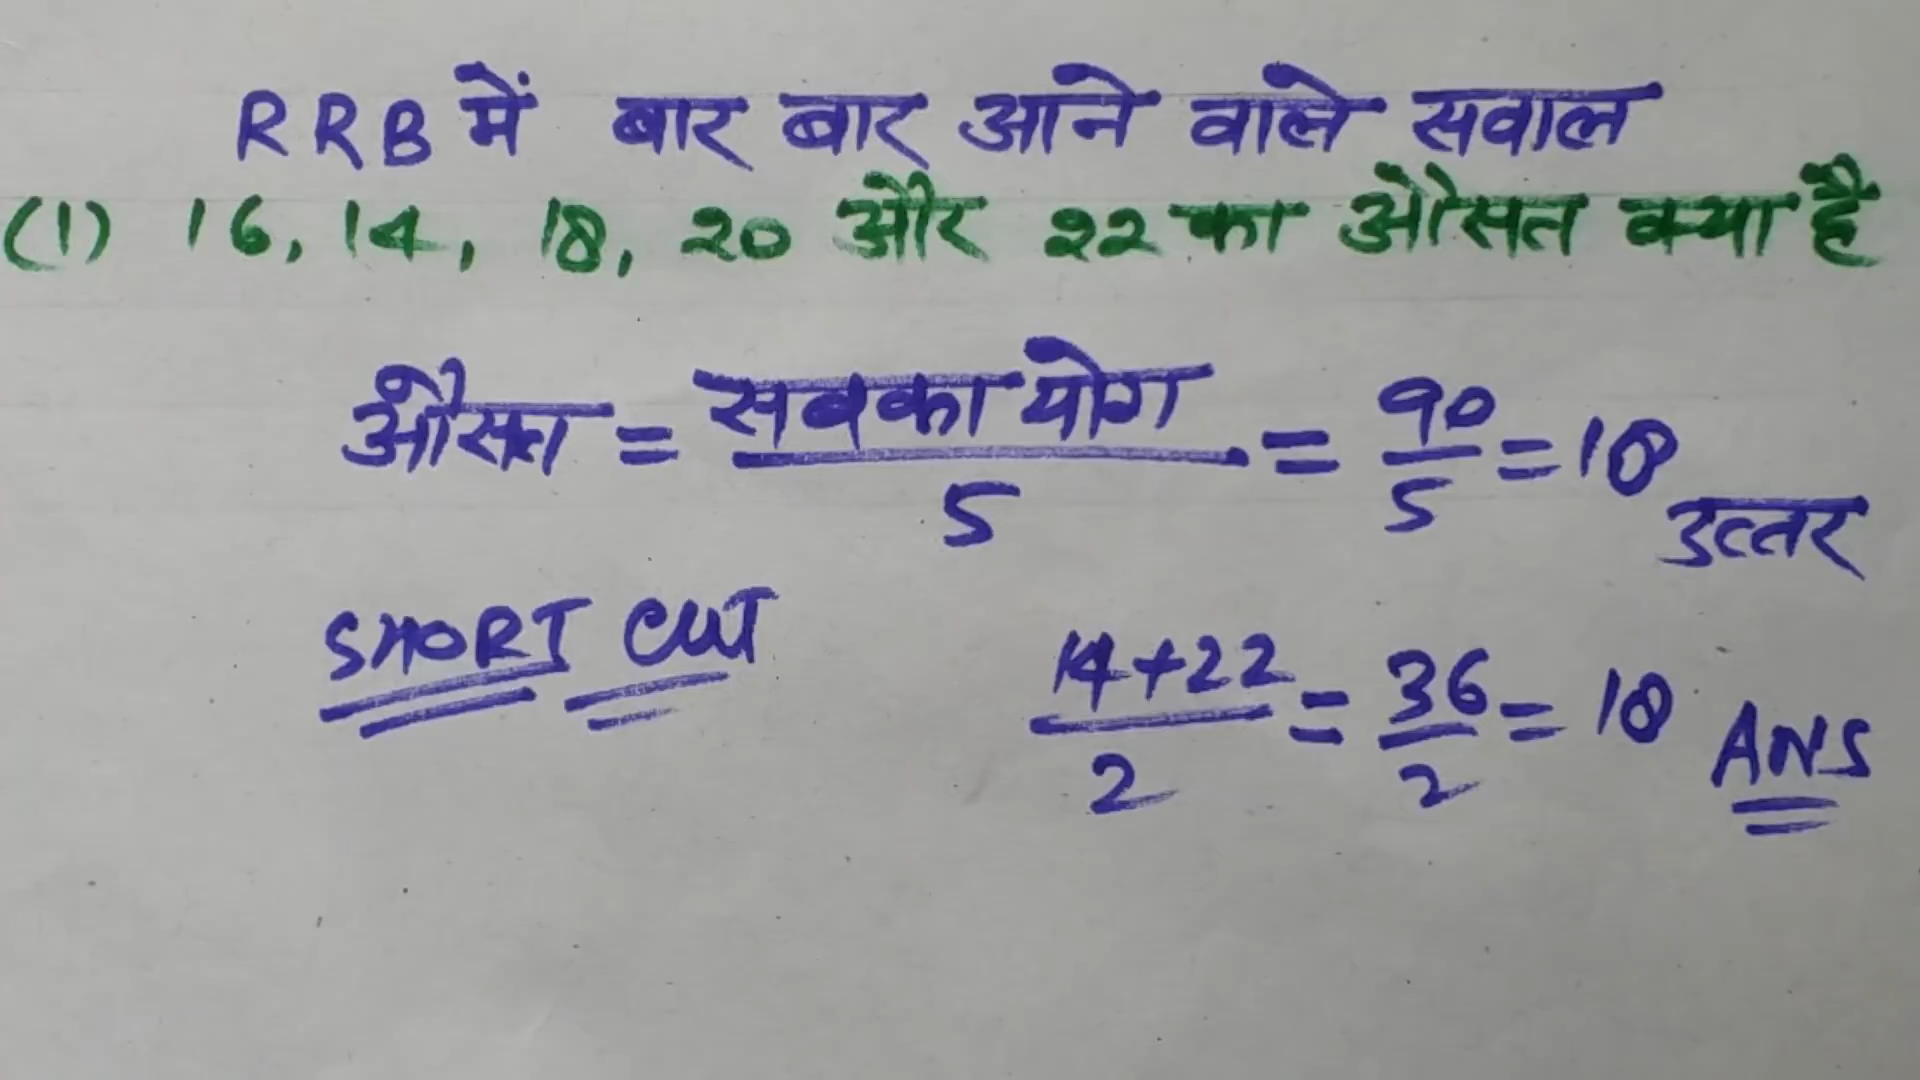 RRB में बार बार आने वाले सवाल
(1) 16, 14, 18, 20 और 22 का औसत क्या है
औसत = सबका योग / 5 = 90 / 5 = 18 उत्तर
SHORT CUT
14+22 / 2 = 36 / 2 = 18 ANS